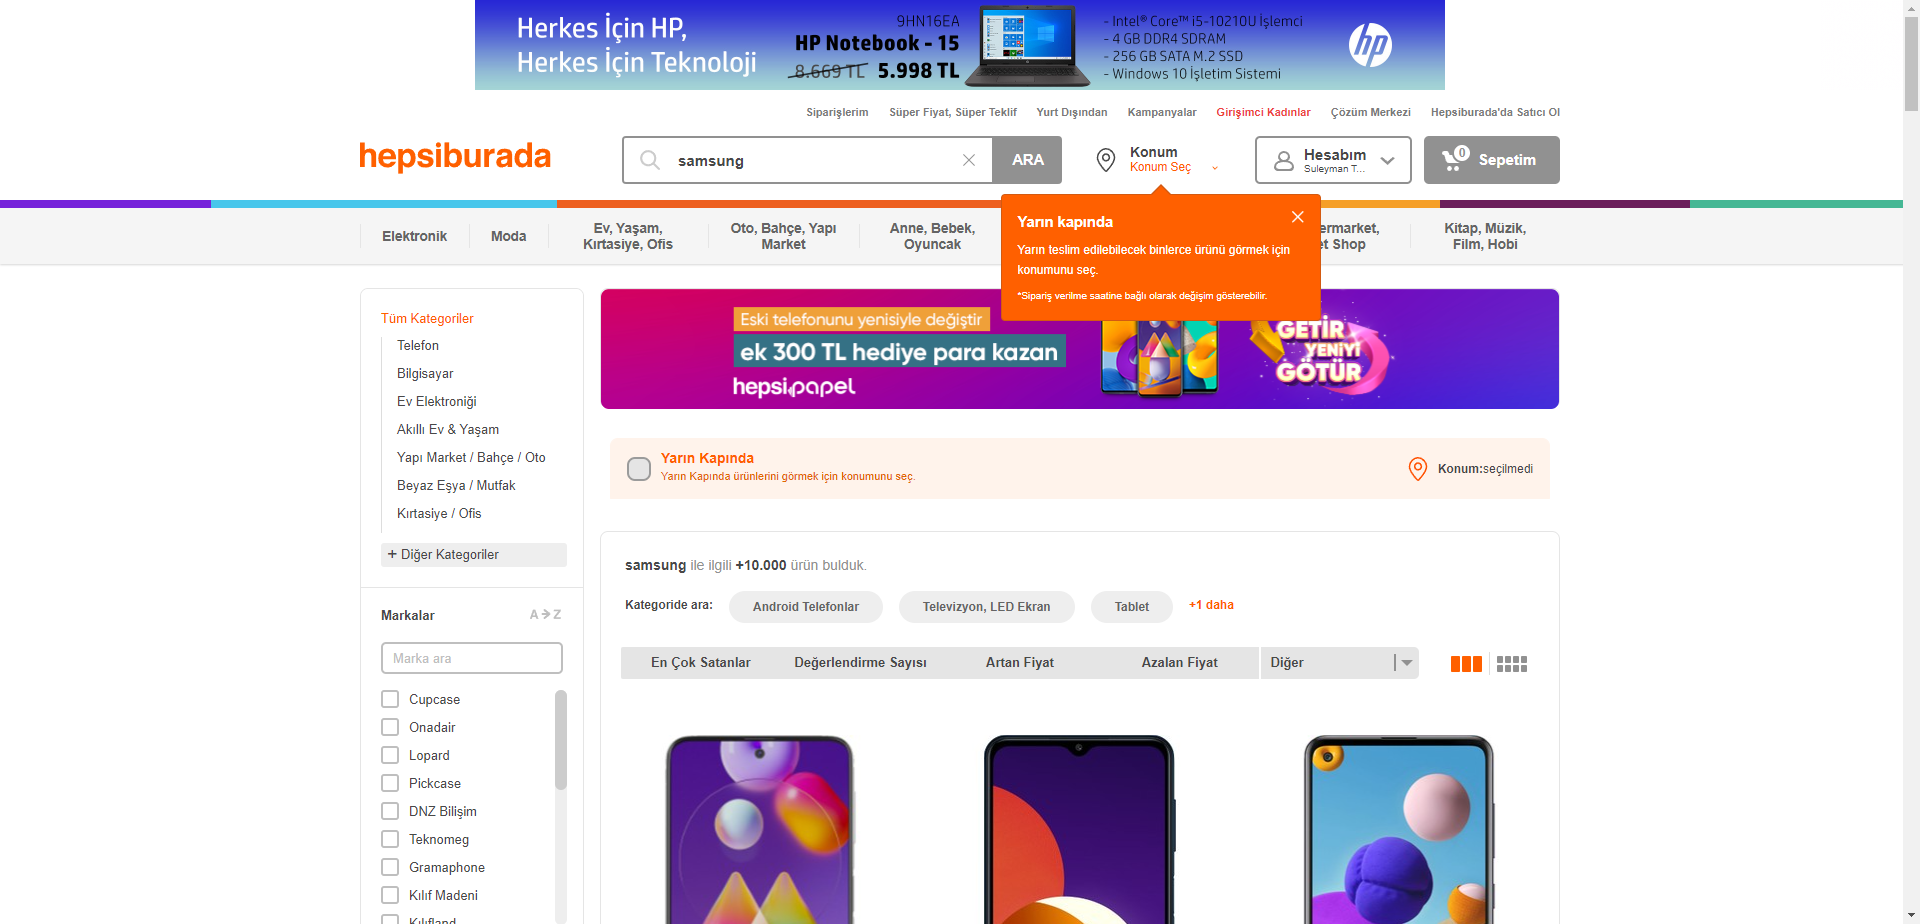 Herkes İçin HP,
Herkes İçin Teknoloji
9HN16EA
HP Notebook - 15
8.669 TL 5.998 TL
- Intel® Core™ i5-10210U İşlemci
- 4 GB DDR4 SDRAM
- 256 GB SATA M.2 SSD
- Windows 10 İşletim Sistemi
hp
Siparişlerim Süper Fiyat, Süper Teklif Yurt Dışından Kampanyalar Girişimci Kadınlar Çözüm Merkezi Hepsiburada'da Satıcı Ol
hepsiburada
samsung
ARA
Konum
Konum Seç
Hesabım
Suleyman T...
0
Sepetim
Yarın kapında
Yarın teslim edilebilecek binlerce ürünü görmek için
konumunu seç.
*Sipariş verilme saatine bağlı olarak değişim gösterebilir.
Elektronik
Moda
Ev, Yaşam,
Kırtasiye, Ofis
Oto, Bahçe, Yapı
Market
Anne, Bebek,
Oyuncak
ermarket,
t Shop
Kitap, Müzik,
Film, Hobi
Tüm Kategoriler
Telefon
Bilgisayar
Ev Elektroniği
Akıllı Ev & Yaşam
Yapı Market / Bahçe / Oto
Beyaz Eşya / Mutfak
Kırtasiye / Ofis
+ Diğer Kategoriler
Markalar
A→Z
Marka ara
Cupcase
Onadair
Lopard
Pickcase
DNZ Bilişim
Teknomeg
Gramaphone
Kılıf Madeni
Kılıfland
Eski telefonunu yenisiyle değiştir
ek 300 TL hediye para kazan
hepsipapel
GETİR
YENİYİ
GÖTÜR
Yarın Kapında
Yarın Kapında ürünlerini görmek için konumunu seç.
Konum:seçilmedi
samsung ile ilgili +10.000 ürün bulduk.
Kategoride ara: Android Telefonlar Televizyon, LED Ekran Tablet +1 daha
En Çok Satanlar Değerlendirme Sayısı Artan Fiyat Azalan Fiyat Diğer